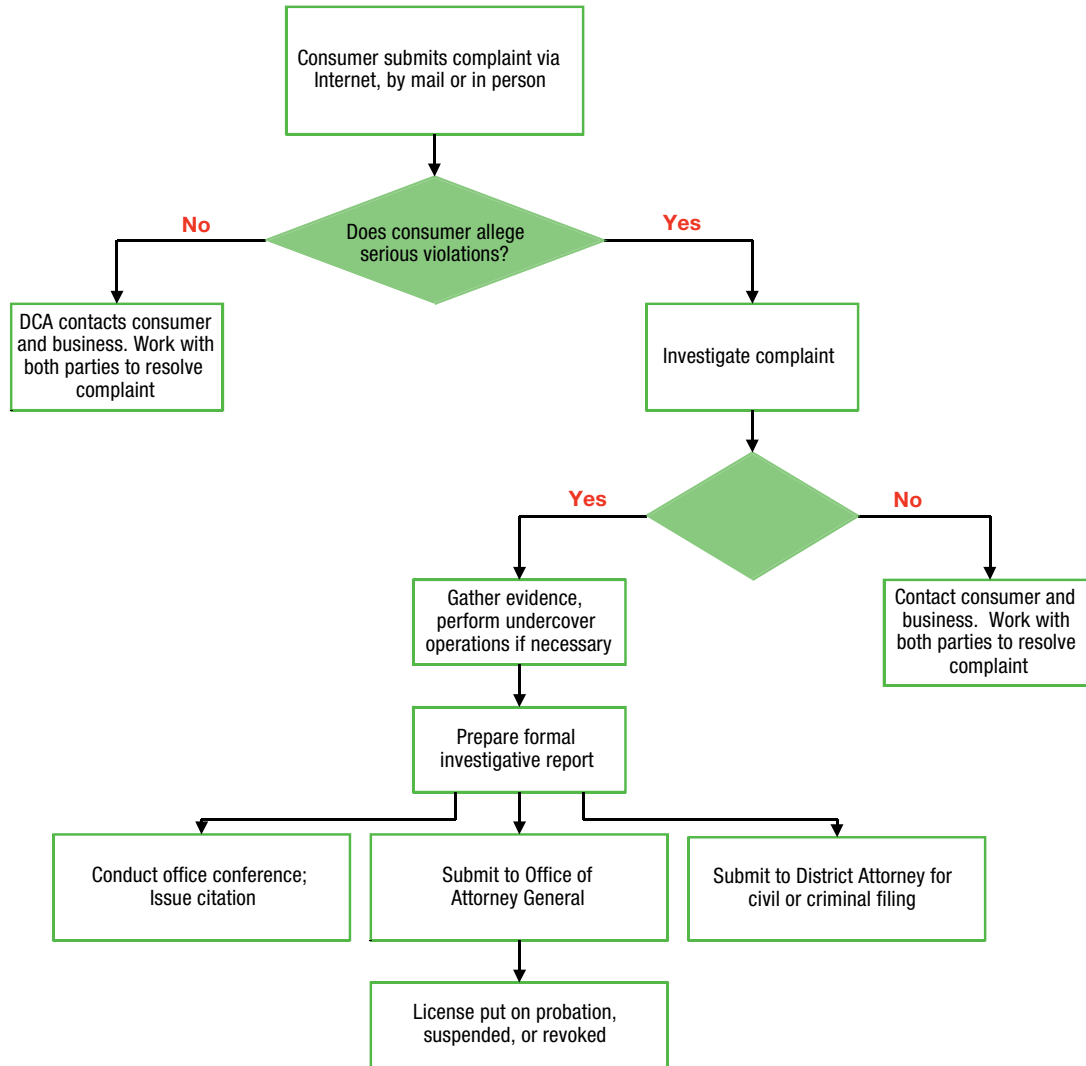 Consumer submits complaint via
Internet, by mail or in person
No
Yes
Does consumer allege
serious violations?
DCA contacts consumer
and business. Work with
both parties to resolve
complaint
Investigate complaint
Yes
No
Gather evidence,
perform undercover
operations if necessary
Contact consumer and
business.  Work with
both parties to resolve
complaint
Prepare formal
investigative report
Conduct office conference;
Issue citation
Submit to Office of
Attorney General
Submit to District Attorney for
civil or criminal filing
License put on probation,
suspended, or revoked